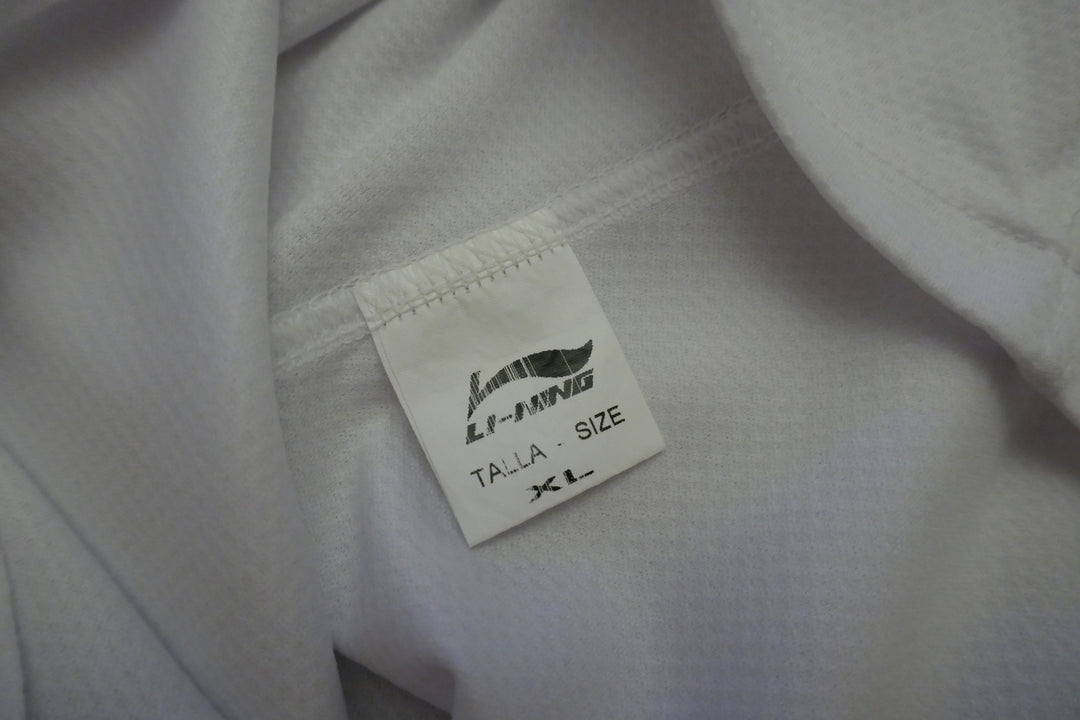 LI-NING
TALLA - SIZE
XL